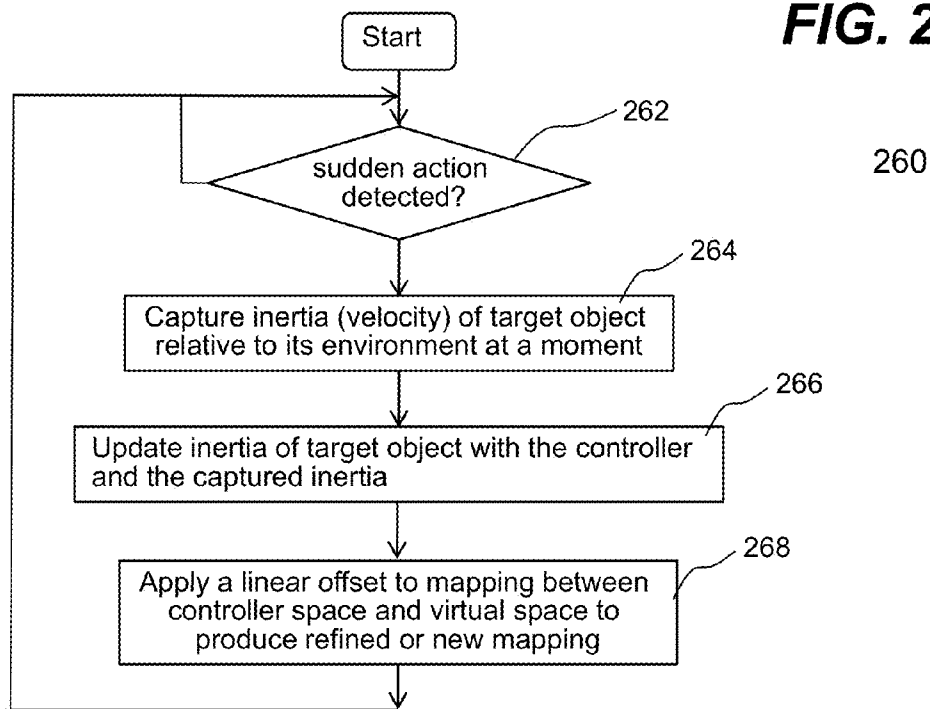 FIG. 2
Start
262
sudden action
detected?
260
264
Capture inertia (velocity) of target object
relative to its environment at a moment
266
Update inertia of target object with the controller
and the captured inertia
268
Apply a linear offset to mapping between
controller space and virtual space to
produce refined or new mapping